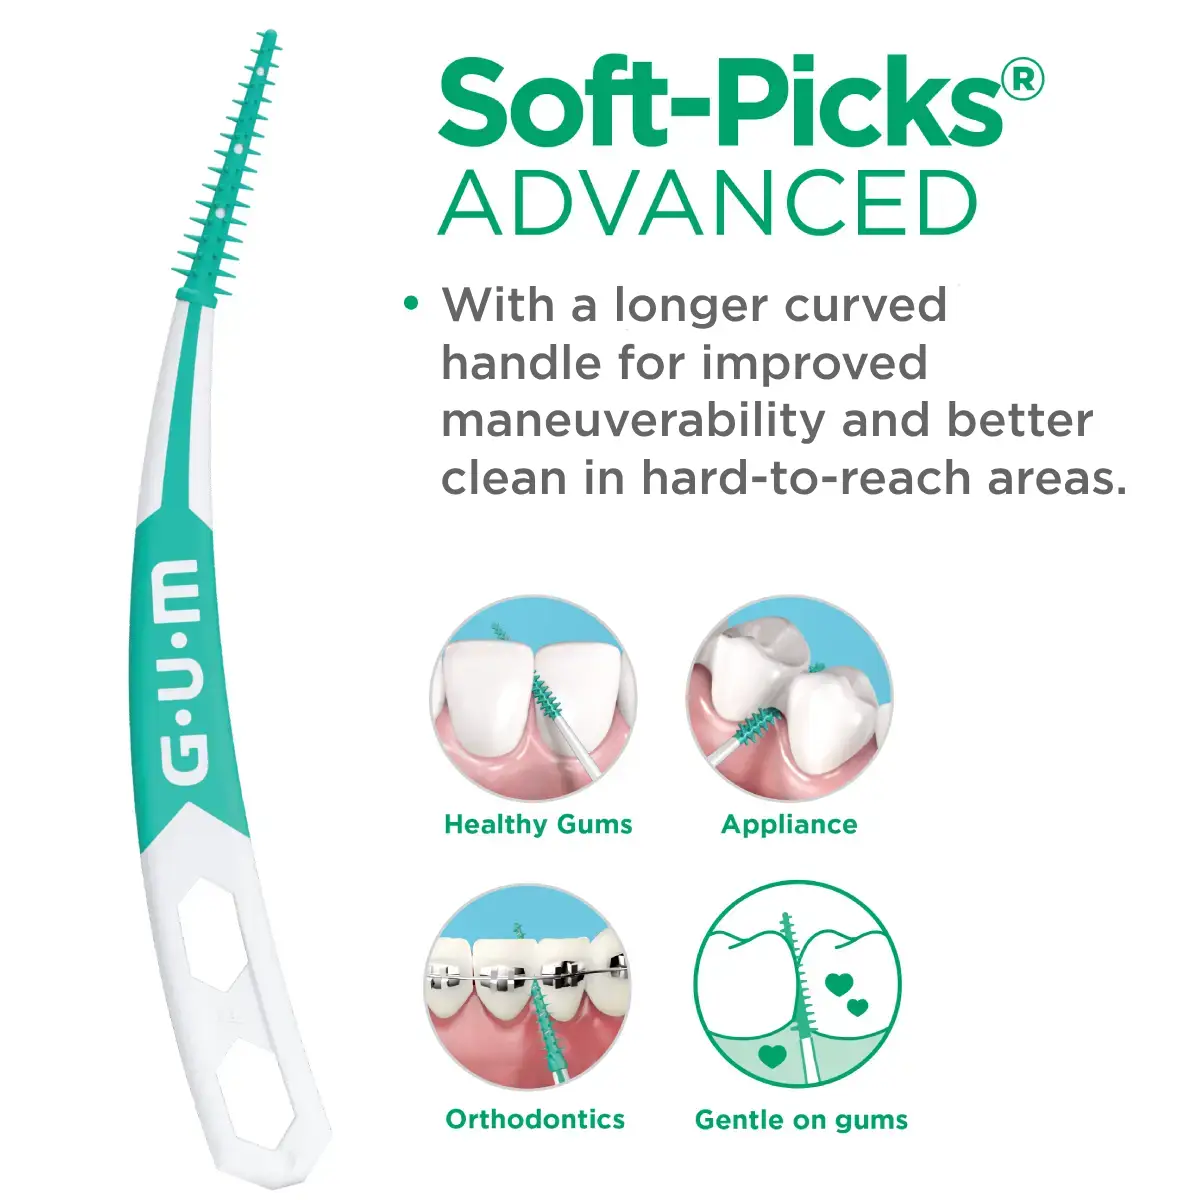 Soft-Picks®
ADVANCED
• With a longer curved
handle for improved
maneuverability and better
clean in hard-to-reach areas.
G·U·M
Healthy Gums
Appliance
Orthodontics
Gentle on gums